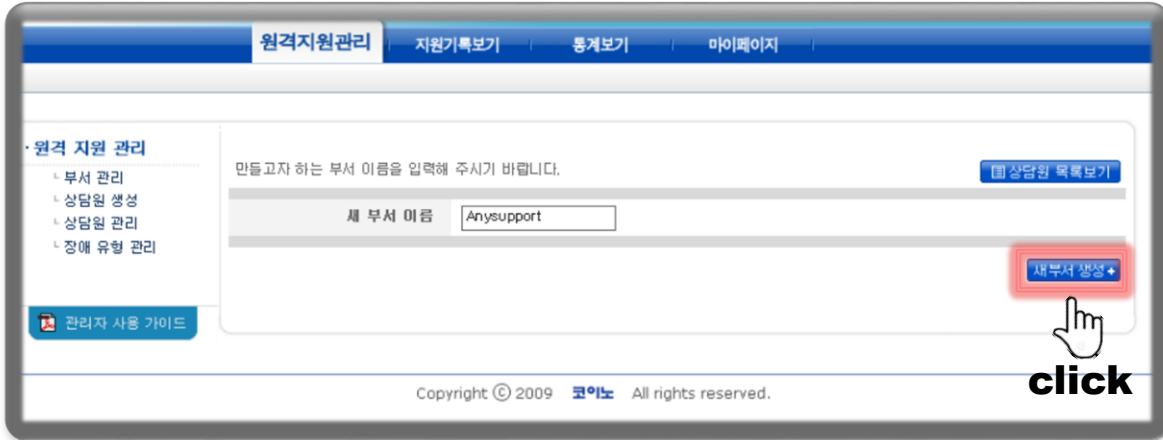 원격지원관리 지원기록보기 통계보기 마이페이지
· 원격 지원 관리
부서 관리
상담원 생성
상담원 관리
장애 유형 관리
관리자 사용 가이드
만들고자 하는 부서 이름을 입력해 주시기 바랍니다.
상담원 목록보기
새 부서 이름 Anysupport
새부서 생성 +
click
Copyright ⓒ 2009 코이노 All rights reserved.